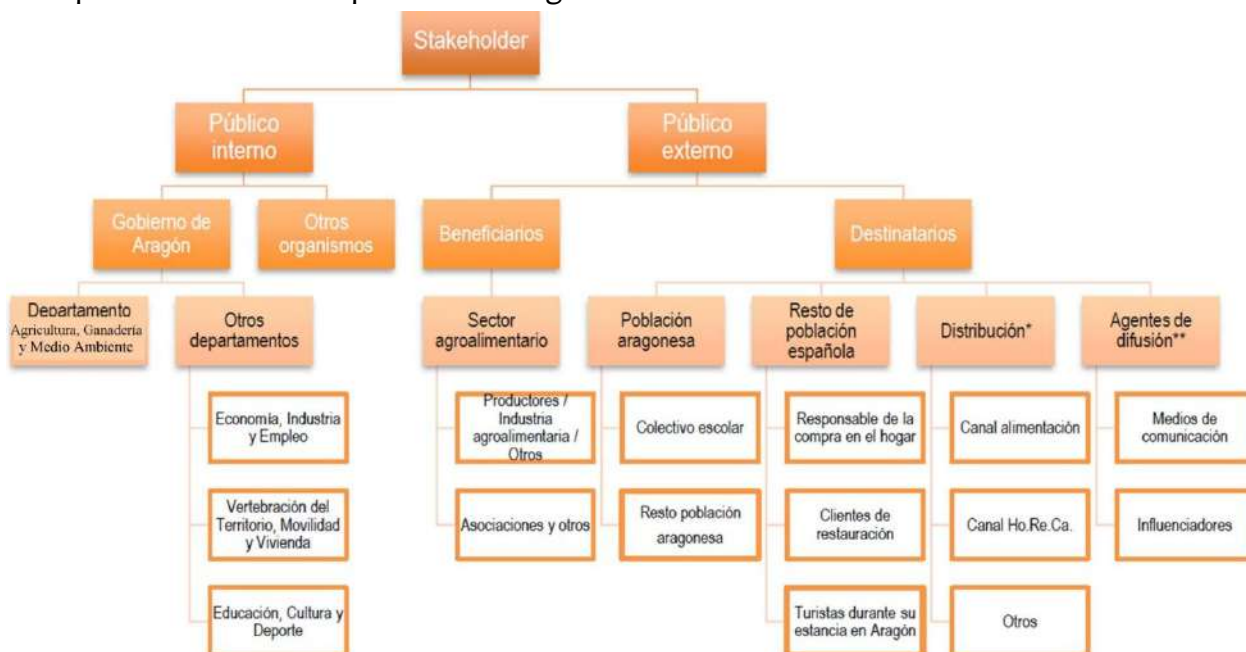 Stakeholder
Público
interno
Público
externo
Gobierno de
Aragón
Otros
organismos
Beneficiarios
Destinatarios
Departamento
Agricultura, Ganadería
y Medio Ambiente
Otros
departamentos
Sector
agroalimentario
Población
aragonesa
Resto de
población
española
Distribución*
Agentes de
difusión**
Economía, Industria
y Empleo
Productores /
Industria
agroalimentaria /
Otros
Colectivo escolar
Responsable de la
compra en el hogar
Canal alimentación
Medios de
comunicación
Vertebración del
Territorio, Movilidad
y Vivienda
Asociaciones y otros
Resto población
aragonesa
Clientes de
restauración
Canal Ho.Re.Ca.
Influenciadores
Educación, Cultura y
Deporte
Turistas durante su
estancia en Aragón
Otros